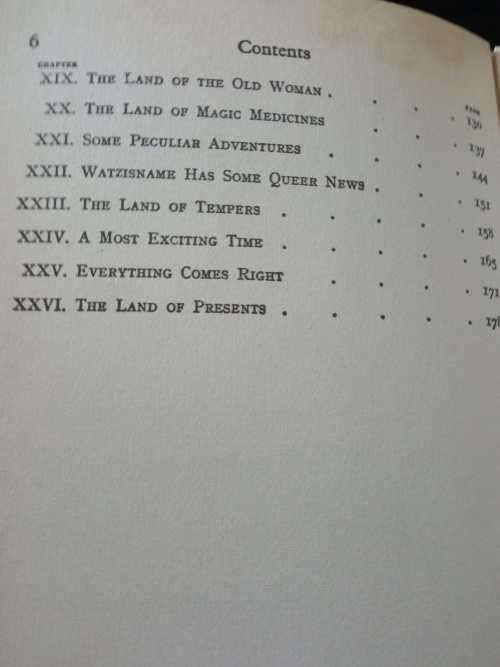 6 Contents
CHAPTER PAGE
XIX. The Land of the Old Woman . . . . 130
XX. The Land of Magic Medicines . . . 137
XXI. Some Peculiar Adventures . . . . 144
XXII. Watzisname Has Some Queer News . . . 151
XXIII. The Land of Tempers . . . . . 158
XXIV. A Most Exciting Time . . . . . 165
XXV. Everything Comes Right . . . . 171
XXVI. The Land of Presents . . . . . 178